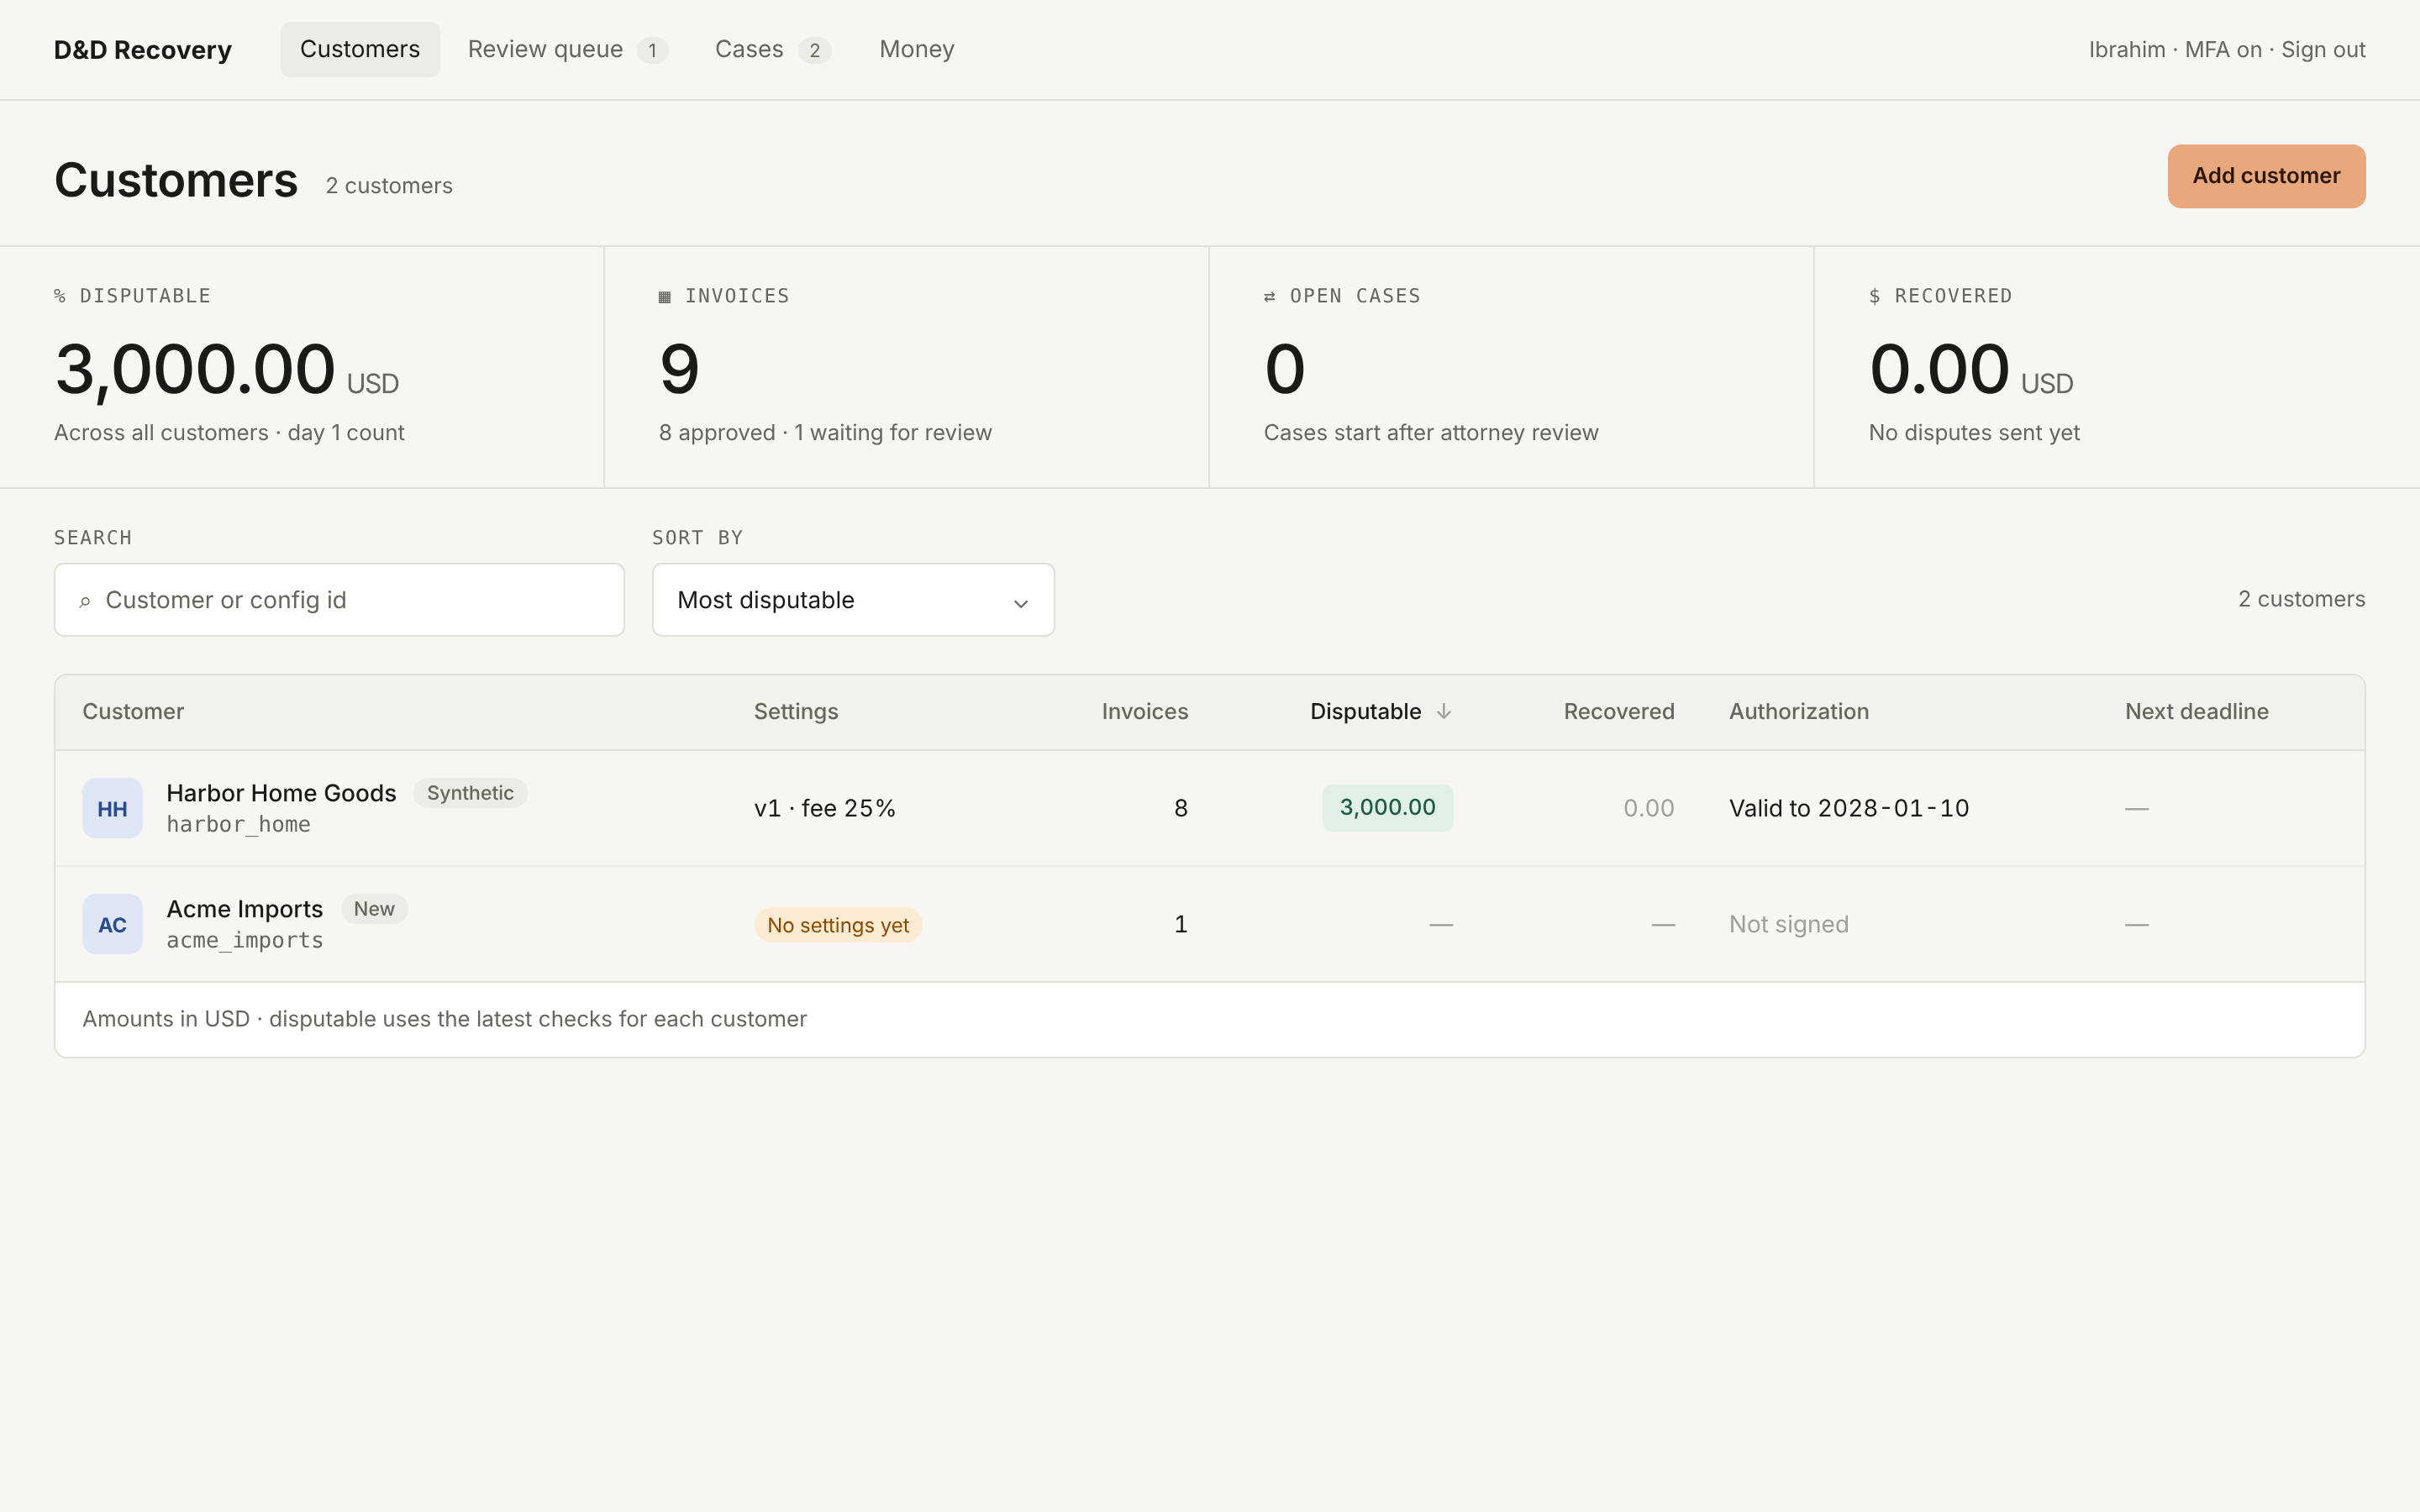 D&D Recovery Customers Review queue 1 Cases 2 Money Ibrahim · MFA on · Sign out
Customers 2 customers Add customer
% DISPUTABLE
3,000.00 USD
Across all customers · day 1 count
▦ INVOICES
9
8 approved · 1 waiting for review
⇄ OPEN CASES
0
Cases start after attorney review
$ RECOVERED
0.00 USD
No disputes sent yet
SEARCH
Customer or config id
SORT BY
Most disputable
2 customers
Customer Settings Invoices Disputable ↓ Recovered Authorization Next deadline
HH Harbor Home Goods Synthetic
harbor_home
v1 · fee 25% 8 3,000.00 0.00 Valid to 2028-01-10 —
AC Acme Imports New
acme_imports
No settings yet 1 — — Not signed —
Amounts in USD · disputable uses the latest checks for each customer